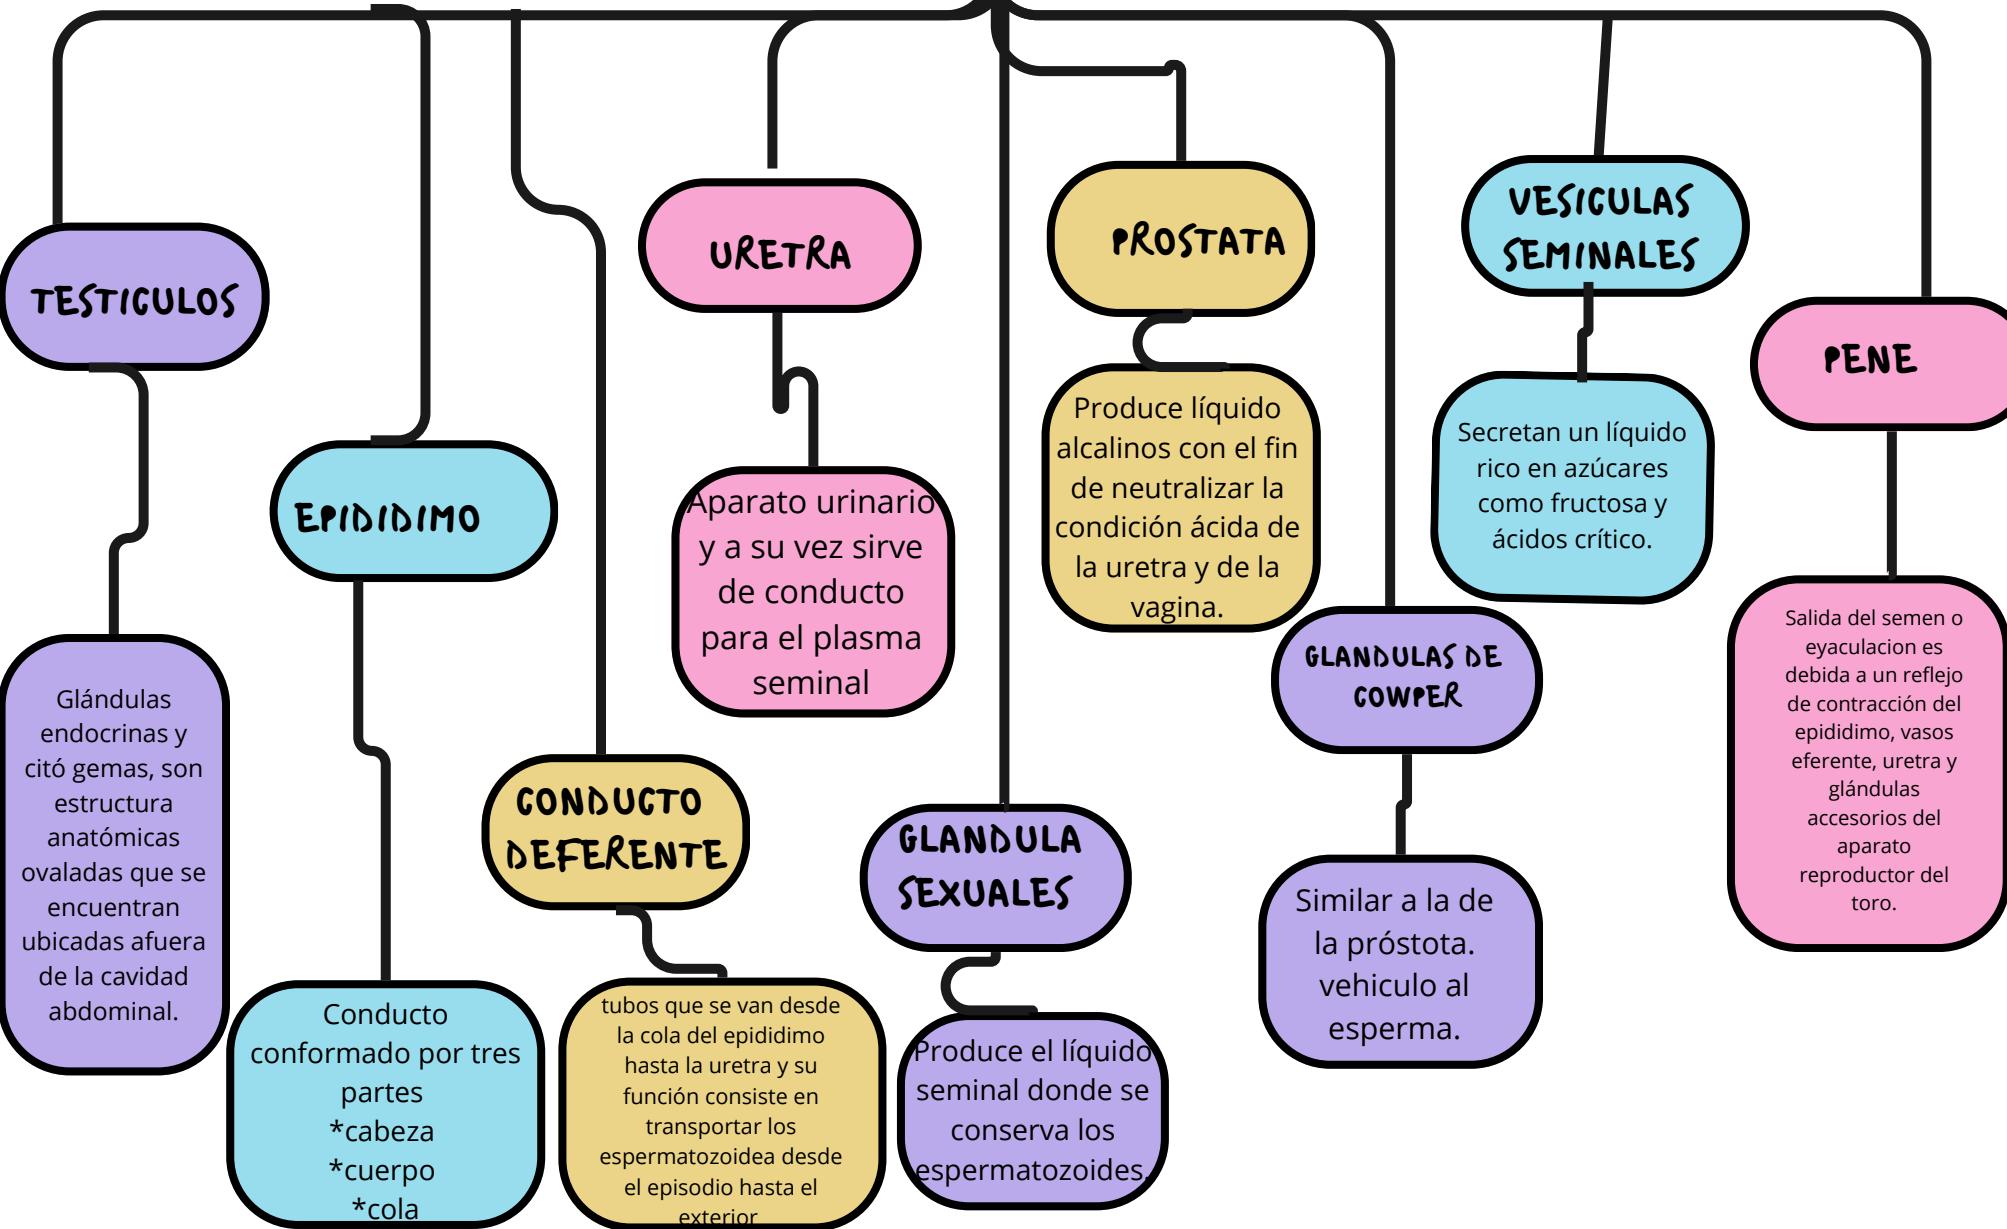 TESTICULOS
Glándulas
endocrinas y
citó gemas, son
estructura
anatómicas
ovaladas que se
encuentran
ubicadas afuera
de la cavidad
abdominal.
EPIDIDIMO
Conducto
conformado por tres
partes
*cabeza
*cuerpo
*cola
CONDUCTO
DEFERENTE
tubos que se van desde
la cola del epididimo
hasta la uretra y su
función consiste en
transportar los
espermatozoidea desde
el episodio hasta el
exterior
URETRA
Aparato urinario
y a su vez sirve
de conducto
para el plasma
seminal
GLANDULA
SEXUALES
Produce el líquido
seminal donde se
conserva los
espermatozoides.
PROSTATA
Produce líquido
alcalinos con el fin
de neutralizar la
condición ácida de
la uretra y de la
vagina.
GLANDULAS DE
COWPER
Similar a la de
la próstota.
vehiculo al
esperma.
VESICULAS
SEMINALES
Secretan un líquido
rico en azúcares
como fructosa y
ácidos crítico.
PENE
Salida del semen o
eyaculacion es
debida a un reflejo
de contracción del
epididimo, vasos
eferente, uretra y
glándulas
accesorios del
aparato
reproductor del
toro.